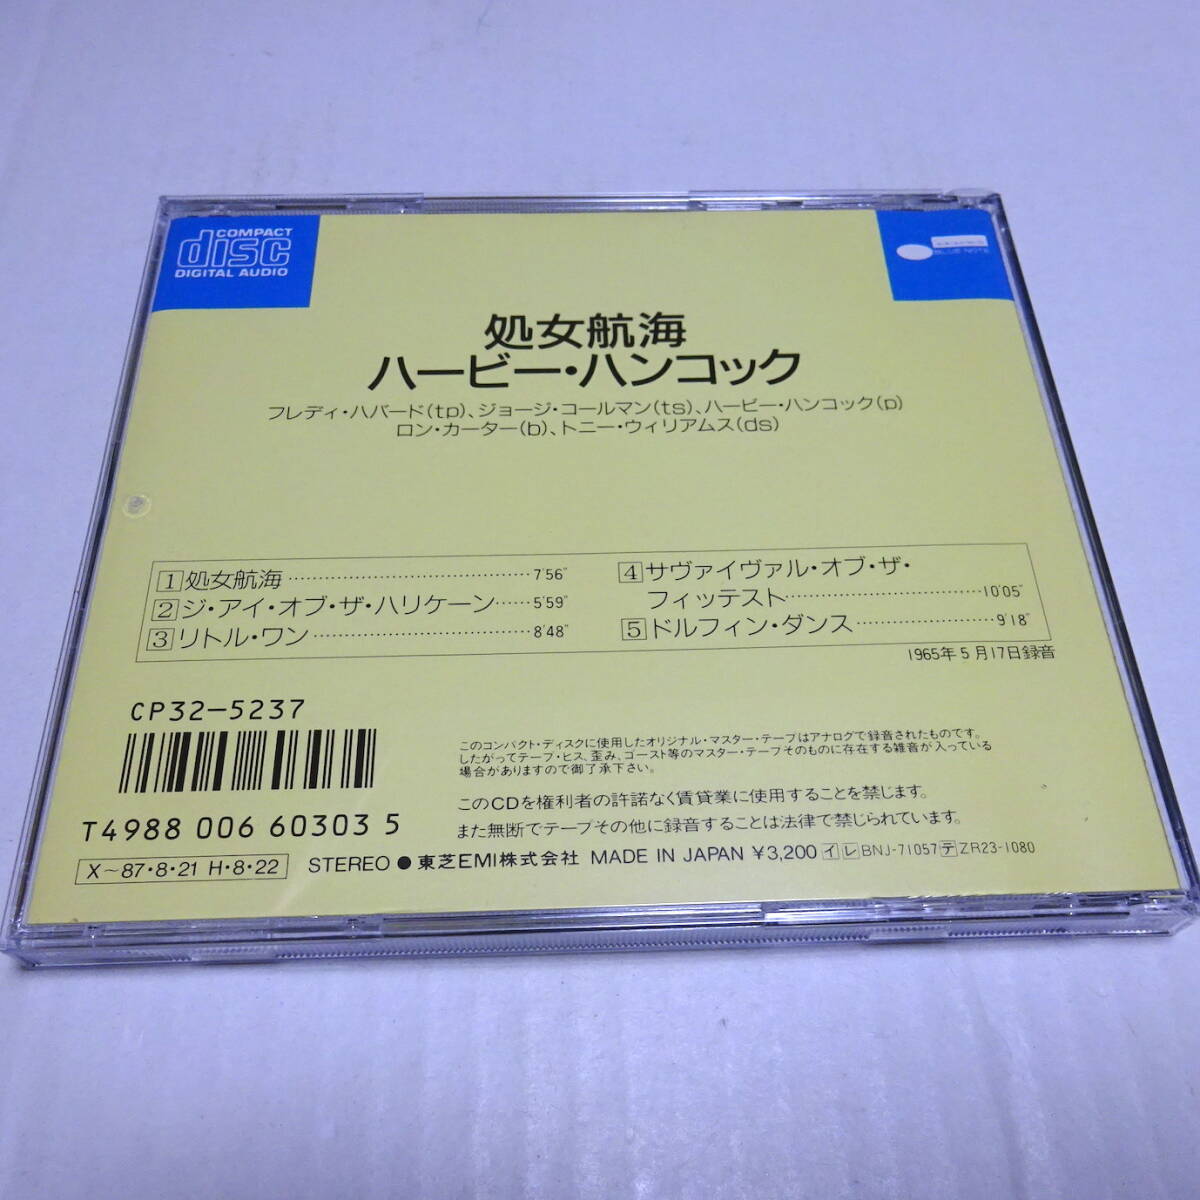 COMPACT
disc
DIGITAL AUDIO
BLUE NOTE
処女航海
ハービー・ハンコック
フレディ・ハバード(tp)、ジョージ・コールマン(ts)、ハービー・ハンコック(p)
ロン・カーター(b)、トニー・ウィリアムス(ds)
1 処女航海 7'56"
2 ジ・アイ・オブ・ザ・ハリケーン 5'59"
3 リトル・ワン 8'48"
4 サヴァイヴァル・オブ・ザ・
フィッテスト 10'05"
5 ドルフィン・ダンス 9'18"
1965年5月17日録音
CP32-5237
このコンパクト・ディスクに使用したオリジナル・マスター・テープはアナログで録音されたものです。
したがってテープ・ヒス、歪み、ゴースト等のマスター・テープそのものに存在する雑音が入っている
場合がありますので御了承下さい。
このCDを権利者の許諾なく賃貸業に使用することを禁じます。
また無断でテープその他に録音することは法律で禁じられています。
T4988 006 60303 5
X〜87・8・21 H・8・22 STEREO ● 東芝EMI株式会社 MADE IN JAPAN ¥3,200 イ レ BNJ-71057 テ ZR23-1080